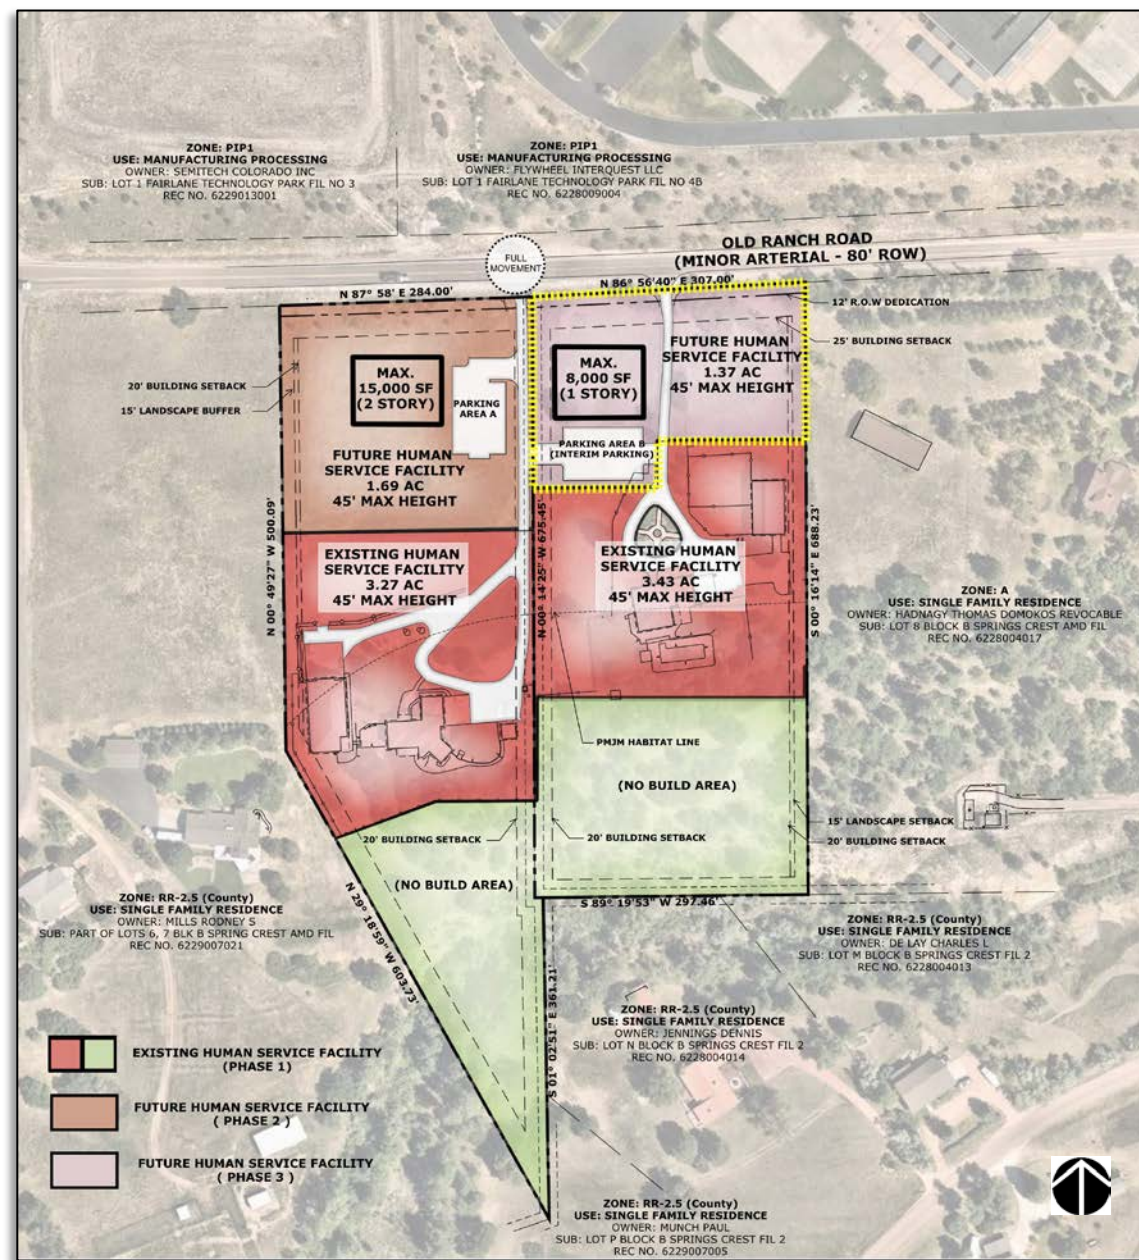 ZONE: PIP1
USE: MANUFACTURING PROCESSING
OWNER: SEMITECH COLORADO INC
SUB: LOT 1 FAIRLANE TECHNOLOGY PARK FIL NO 3
REC NO. 6229013001
ZONE: PIP1
USE: MANUFACTURING PROCESSING
OWNER: FLYWHEEL INTERQUEST LLC
SUB: LOT 1 FAIRLANE TECHNOLOGY PARK FIL NO 4B
REC NO. 6228009004
OLD RANCH ROAD
(MINOR ARTERIAL - 80' ROW)
FULL
MOVEMENT
N 87° 58' E 284.00'
N 86° 56'40" E 307.00'
12' R.O.W DEDICATION
25' BUILDING SETBACK
20' BUILDING SETBACK
15' LANDSCAPE BUFFER
MAX.
15,000 SF
(2 STORY)
PARKING
AREA A
FUTURE HUMAN
SERVICE FACILITY
1.69 AC
45' MAX HEIGHT
MAX.
8,000 SF
(1 STORY)
FUTURE HUMAN
SERVICE FACILITY
1.37 AC
45' MAX HEIGHT
PARKING AREA B
(INTERIM PARKING)
N 00° 49'27" W 500.09'
N 00° 14'25" W 675.45'
S 00° 16'14" E 688.23'
EXISTING HUMAN
SERVICE FACILITY
3.27 AC
45' MAX HEIGHT
EXISTING HUMAN
SERVICE FACILITY
3.43 AC
45' MAX HEIGHT
ZONE: A
USE: SINGLE FAMILY RESIDENCE
OWNER: HADNAGY THOMAS DOMOKOS REVOCABLE
SUB: LOT 8 BLOCK B SPRINGS CREST AMD FIL
REC NO. 6228004017
PMJM HABITAT LINE
(NO BUILD AREA)
20' BUILDING SETBACK
20' BUILDING SETBACK
15' LANDSCAPE SETBACK
20' BUILDING SETBACK
(NO BUILD AREA)
N 29° 18'59" W 603.73'
S 89° 19'53" W 297.46'
S 01° 02'51" E 361.21'
ZONE: RR-2.5 (County)
USE: SINGLE FAMILY RESIDENCE
OWNER: MILLS RODNEY S
SUB: PART OF LOTS 6, 7 BLK B SPRING CREST AMD FIL
REC NO. 6229007021
ZONE: RR-2.5 (County)
USE: SINGLE FAMILY RESIDENCE
OWNER: DE LAY CHARLES L
SUB: LOT M BLOCK B SPRINGS CREST FIL 2
REC NO. 6228004013
ZONE: RR-2.5 (County)
USE: SINGLE FAMILY RESIDENCE
OWNER: JENNINGS DENNIS
SUB: LOT N BLOCK B SPRINGS CREST FIL 2
REC NO. 6228004014
EXISTING HUMAN SERVICE FACILITY
(PHASE 1)
FUTURE HUMAN SERVICE FACILITY
( PHASE 2 )
FUTURE HUMAN SERVICE FACILITY
( PHASE 3 )
ZONE: RR-2.5 (County)
USE: SINGLE FAMILY RESIDENCE
OWNER: MUNCH PAUL
SUB: LOT P BLOCK B SPRINGS CREST FIL 2
REC NO. 6229007005